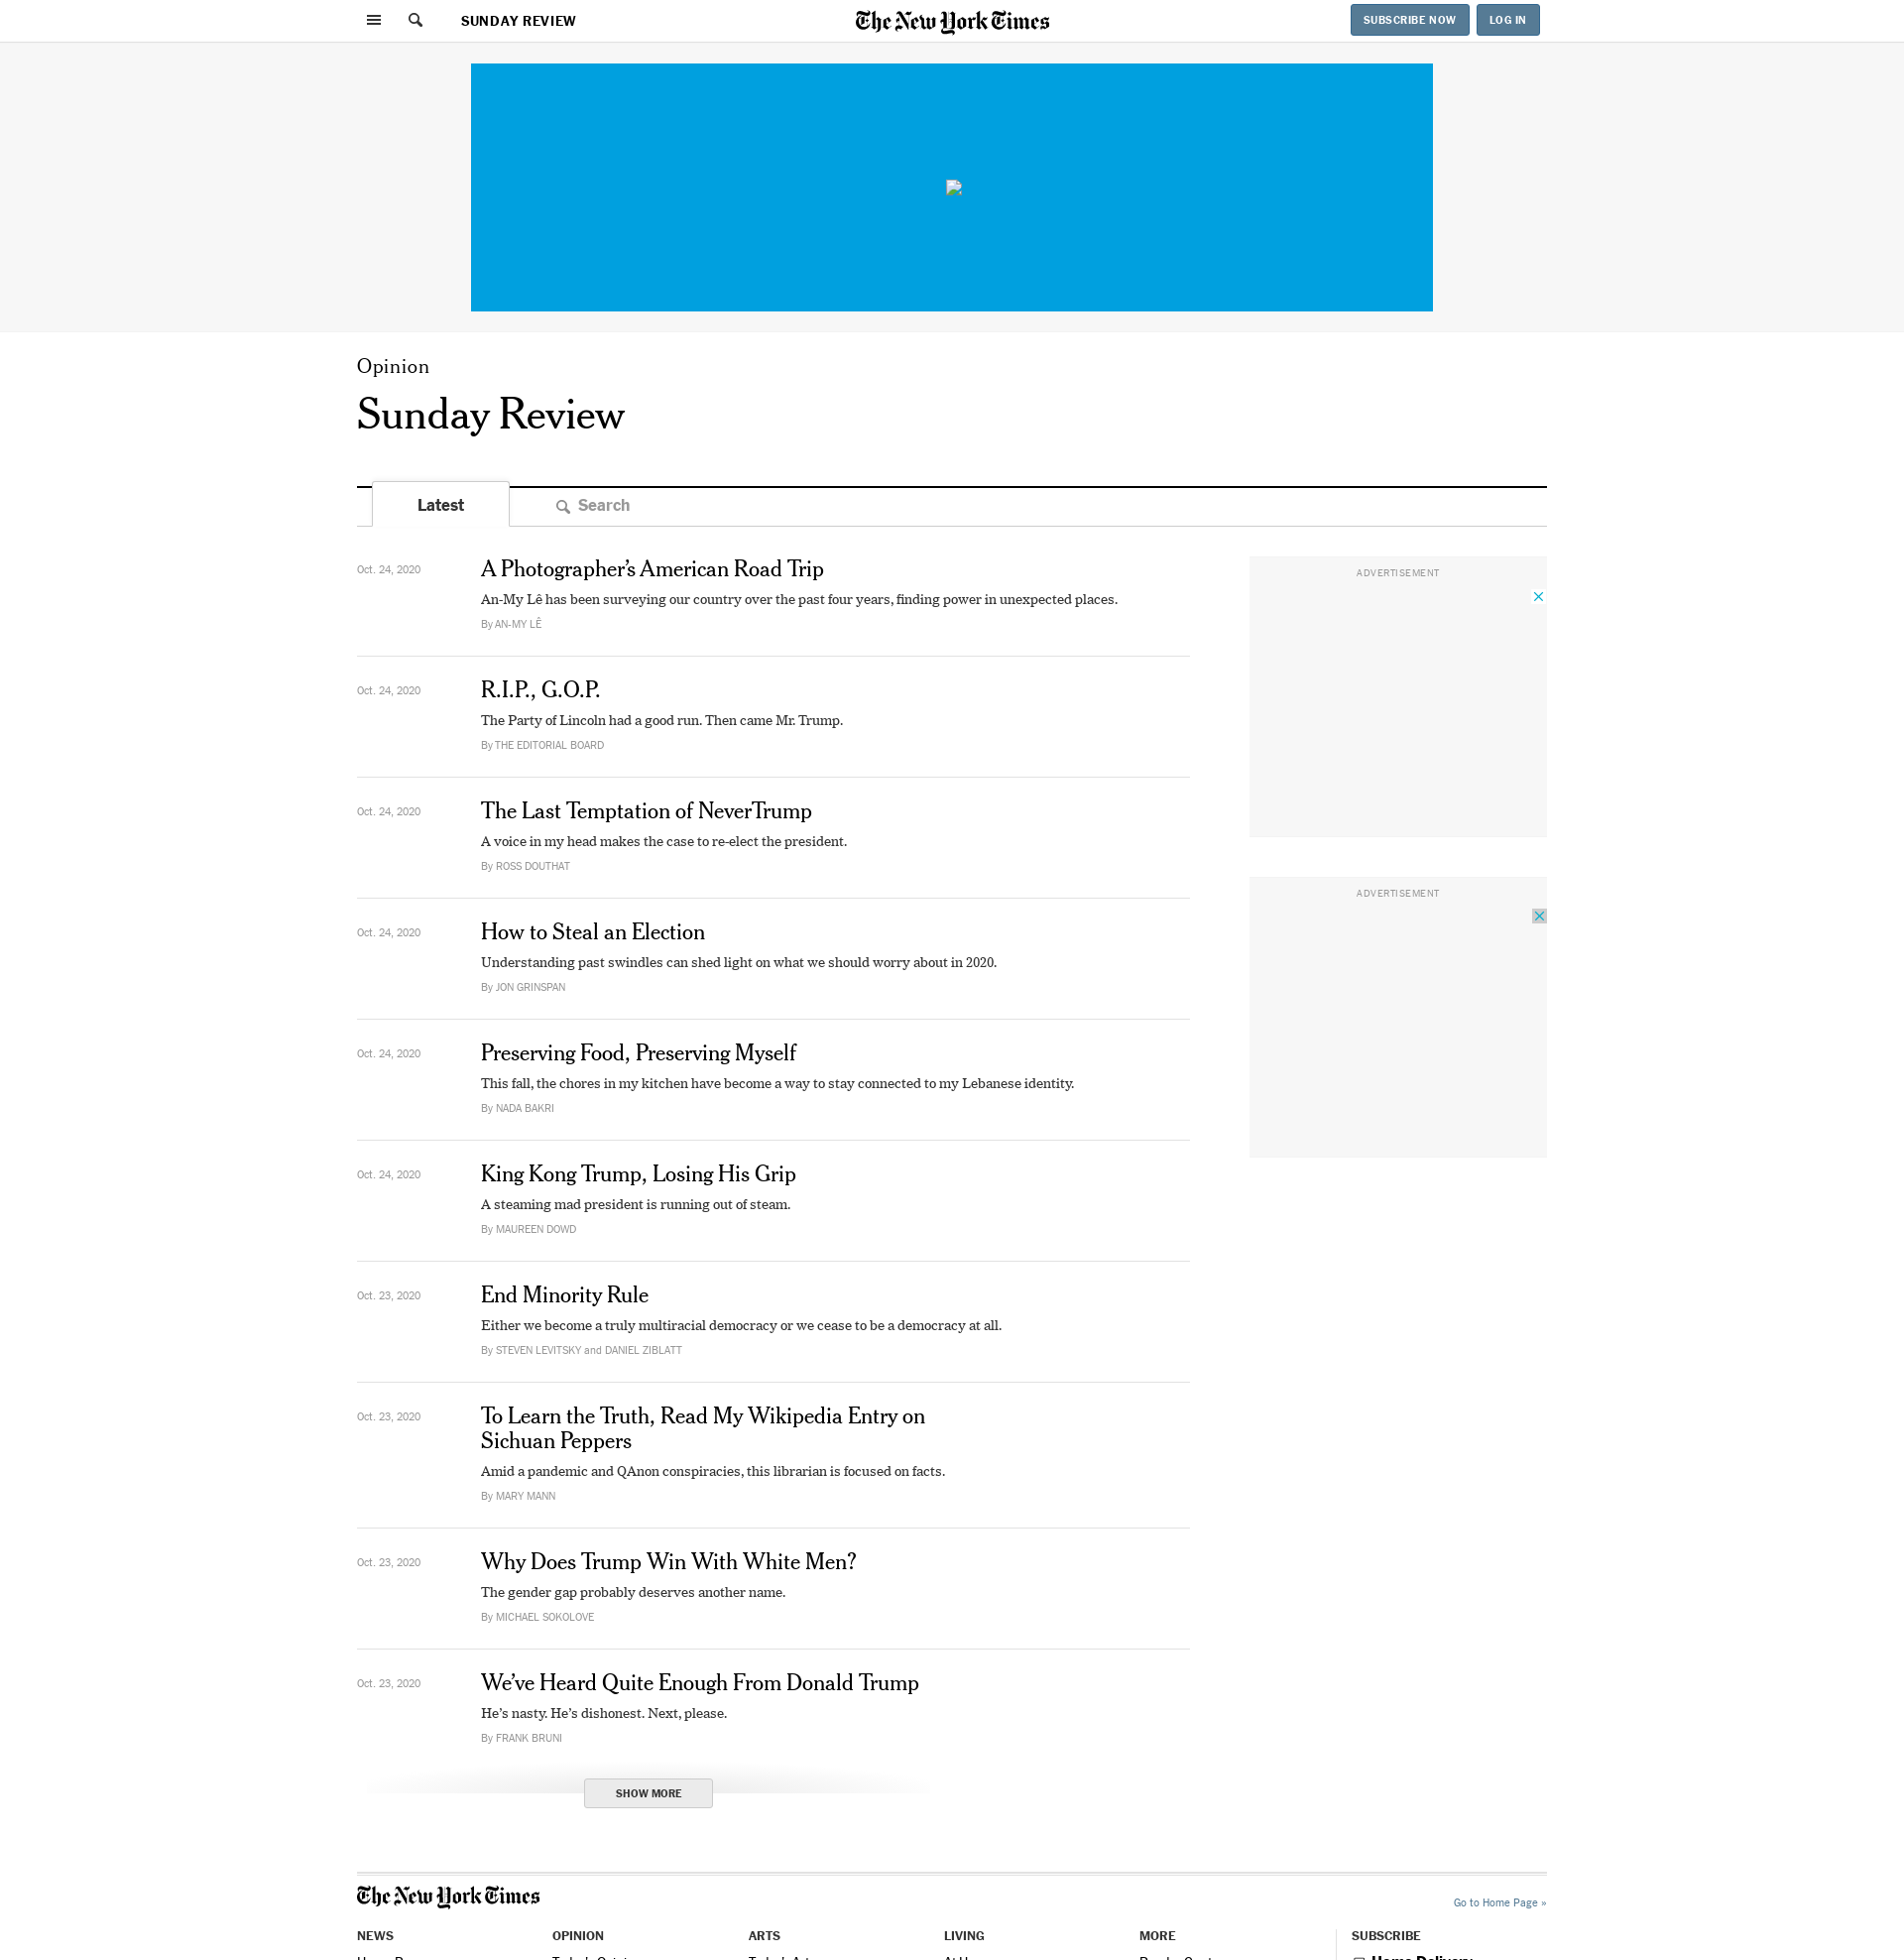 SUNDAY REVIEW
The New York Times
SUBSCRIBE NOW
LOG IN
Opinion
Sunday Review
Latest
Search
Oct. 24, 2020
A Photographer’s American Road Trip
An-My Lê has been surveying our country over the past four years, finding power in unexpected places.
By AN-MY LÊ
Oct. 24, 2020
R.I.P., G.O.P.
The Party of Lincoln had a good run. Then came Mr. Trump.
By THE EDITORIAL BOARD
Oct. 24, 2020
The Last Temptation of NeverTrump
A voice in my head makes the case to re-elect the president.
By ROSS DOUTHAT
Oct. 24, 2020
How to Steal an Election
Understanding past swindles can shed light on what we should worry about in 2020.
By JON GRINSPAN
Oct. 24, 2020
Preserving Food, Preserving Myself
This fall, the chores in my kitchen have become a way to stay connected to my Lebanese identity.
By NADA BAKRI
Oct. 24, 2020
King Kong Trump, Losing His Grip
A steaming mad president is running out of steam.
By MAUREEN DOWD
Oct. 23, 2020
End Minority Rule
Either we become a truly multiracial democracy or we cease to be a democracy at all.
By STEVEN LEVITSKY and DANIEL ZIBLATT
Oct. 23, 2020
To Learn the Truth, Read My Wikipedia Entry on
Sichuan Peppers
Amid a pandemic and QAnon conspiracies, this librarian is focused on facts.
By MARY MANN
Oct. 23, 2020
Why Does Trump Win With White Men?
The gender gap probably deserves another name.
By MICHAEL SOKOLOVE
Oct. 23, 2020
We’ve Heard Quite Enough From Donald Trump
He’s nasty. He’s dishonest. Next, please.
By FRANK BRUNI
SHOW MORE
ADVERTISEMENT
ADVERTISEMENT
The New York Times
Go to Home Page »
NEWS
OPINION
ARTS
LIVING
MORE
SUBSCRIBE
Home Delivery